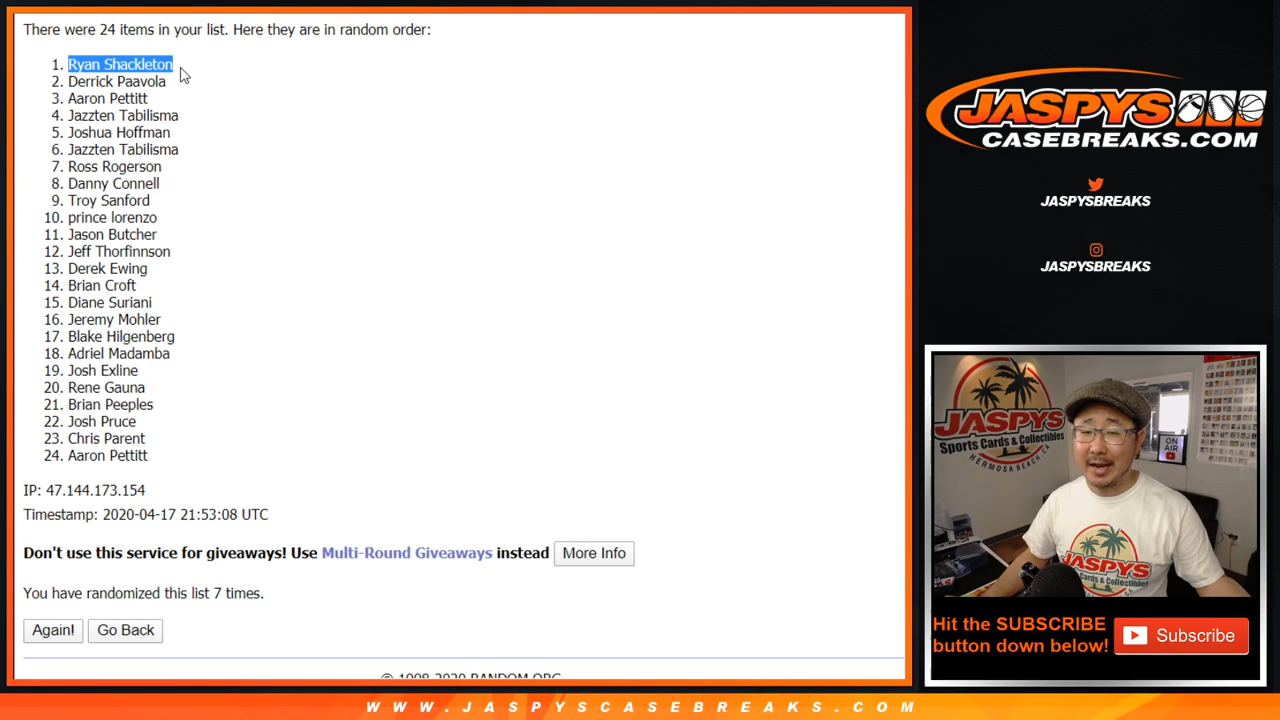 There were 24 items in your list. Here they are in random order:
1. Ryan Shackleton
2. Derrick Paavola
3. Aaron Pettitt
4. Jazzten Tabilisma
5. Joshua Hoffman
6. Jazzten Tabilisma
7. Ross Rogerson
8. Danny Connell
9. Troy Sanford
10. prince lorenzo
11. Jason Butcher
12. Jeff Thorfinnson
13. Derek Ewing
14. Brian Croft
15. Diane Suriani
16. Jeremy Mohler
17. Blake Hilgenberg
18. Adriel Madamba
19. Josh Exline
20. Rene Gauna
21. Brian Peeples
22. Josh Pruce
23. Chris Parent
24. Aaron Pettitt
IP: 47.144.173.154
Timestamp: 2020-04-17 21:53:08 UTC
Don't use this service for giveaways! Use Multi-Round Giveaways instead More Info
You have randomized this list 7 times.
Again! Go Back
JASPYS
CASEBREAKS.COM
JASPYSBREAKS
JASPYSBREAKS
JASPYS
Sports Cards & Collectibles
HERMOSA BEACH, CA
ON
AIR
JASPYS
Sports Cards & Collectibles
Hit the SUBSCRIBE
button down below!
Subscribe
WWW.JASPYSCASEBREAKS.COM